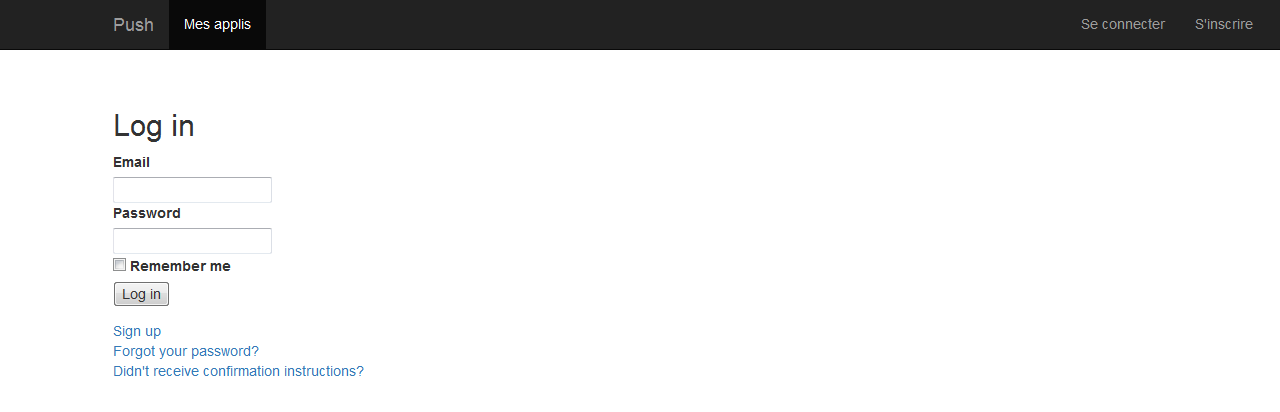 Push Mes applis Se connecter S'inscrire
Log in
Email
Password
Remember me
Log in
Sign up
Forgot your password?
Didn't receive confirmation instructions?